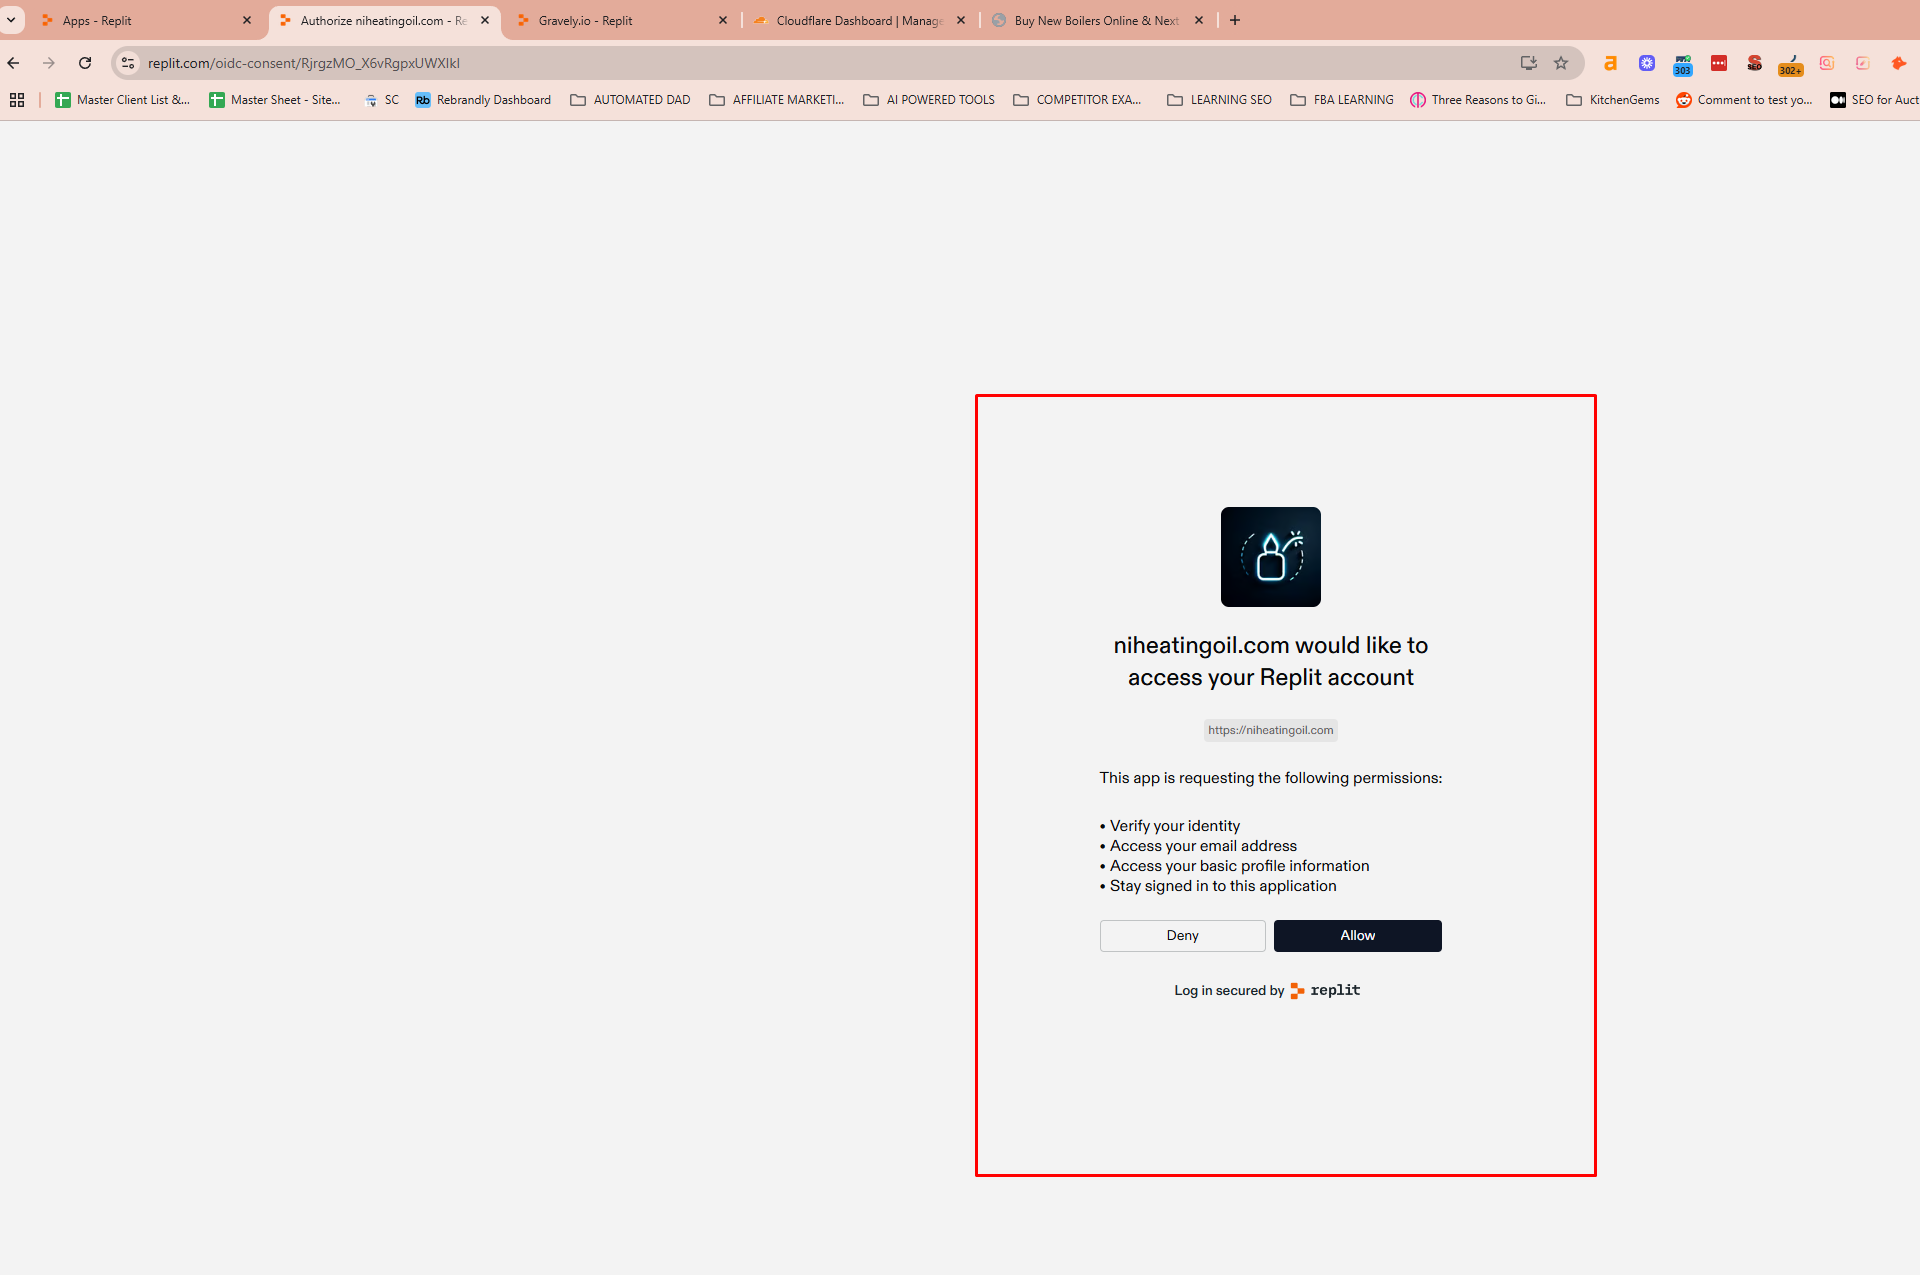 Apps - Replit
Authorize niheatingoil.com - Re
Gravely.io - Replit
Cloudflare Dashboard | Manage
Buy New Boilers Online & Next
replit.com/oidc-consent/RjrgzMO_X6vRgpxUWXIkl
303
SEO
302+
Master Client List &...
Master Sheet - Site...
SC
Rb Rebrandly Dashboard
AUTOMATED DAD
AFFILIATE MARKETI...
AI POWERED TOOLS
COMPETITOR EXA...
LEARNING SEO
FBA LEARNING
Three Reasons to Gi...
KitchenGems
Comment to test yo...
SEO for Auct
niheatingoil.com would like to
access your Replit account
https://niheatingoil.com
This app is requesting the following permissions:
• Verify your identity
• Access your email address
• Access your basic profile information
• Stay signed in to this application
Deny
Allow
Log in secured by replit